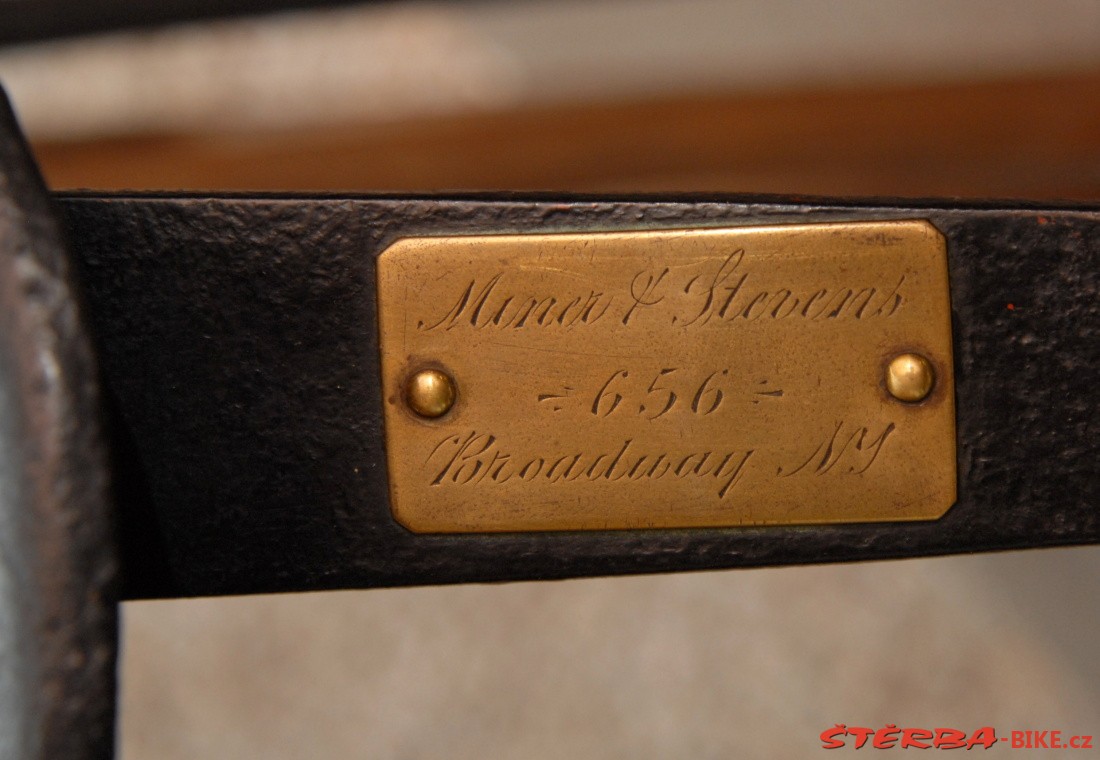 Miner & Stevens
656
Broadway NY
ŠTĚRBA-BIKE.cz